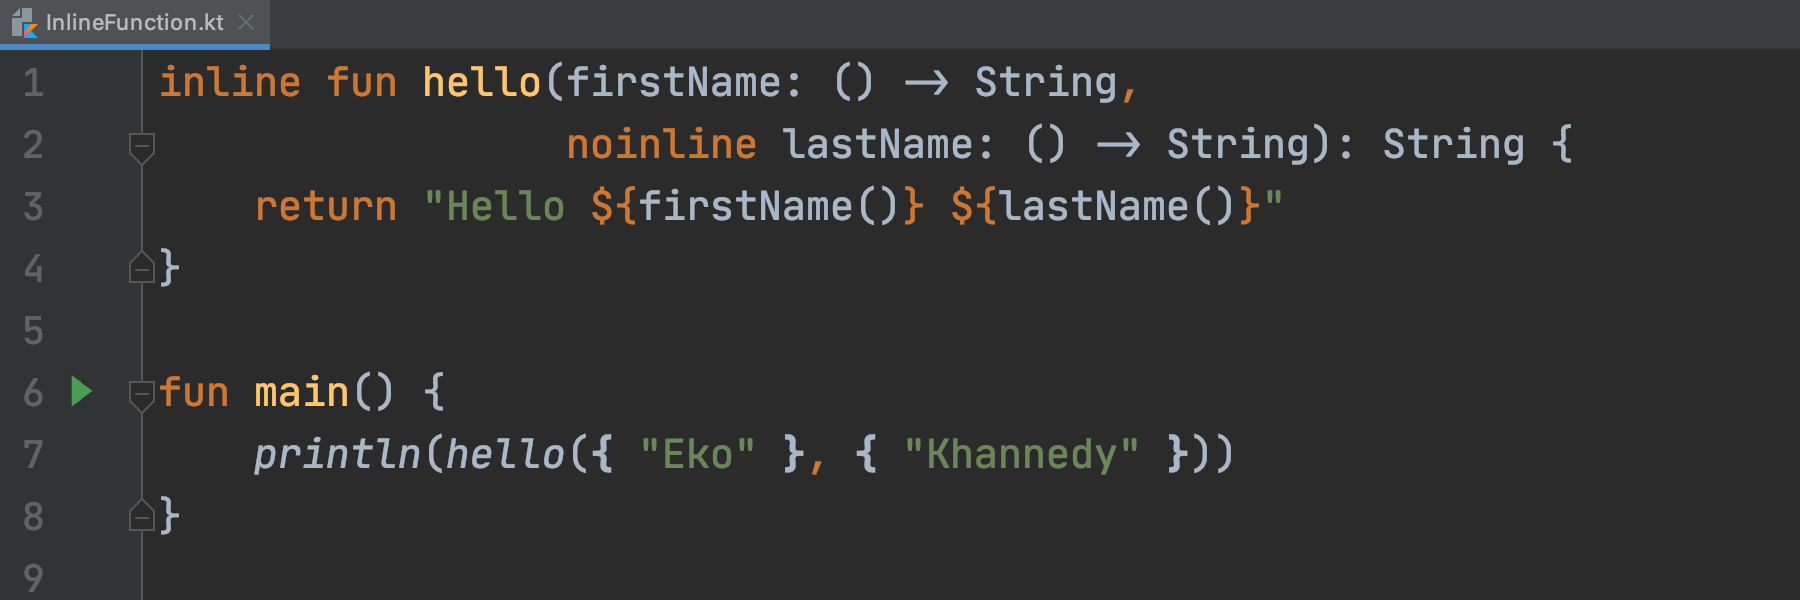 InlineFunction.kt
1 inline fun hello(firstName: () -> String,
2                  noinline lastName: () -> String): String {
3     return "Hello ${firstName()} ${lastName()}"
4 }
5
6 fun main() {
7     println(hello({ "Eko" }, { "Khannedy" }))
8 }
9